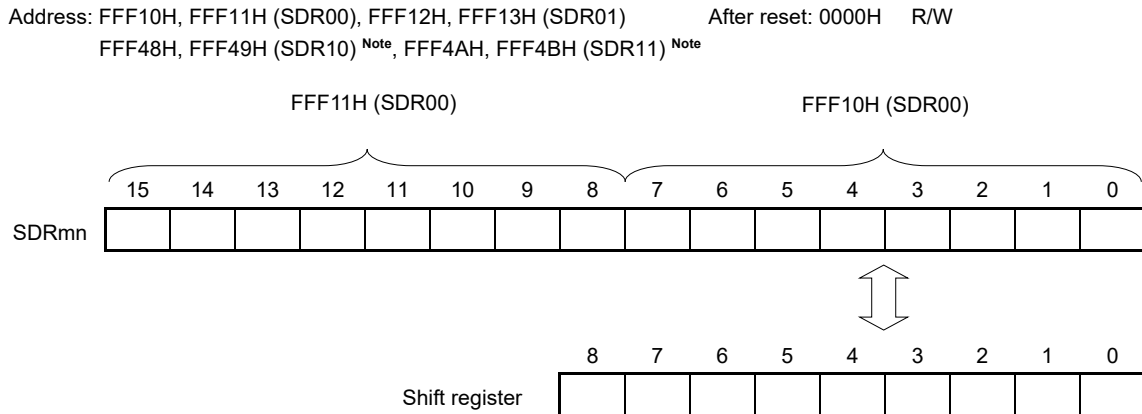 Address: FFF10H, FFF11H (SDR00), FFF12H, FFF13H (SDR01) After reset: 0000H R/W
FFF48H, FFF49H (SDR10) Note, FFF4AH, FFF4BH (SDR11) Note
FFF11H (SDR00) FFF10H (SDR00)
15 14 13 12 11 10 9 8 7 6 5 4 3 2 1 0
SDRmn
8 7 6 5 4 3 2 1 0
Shift register